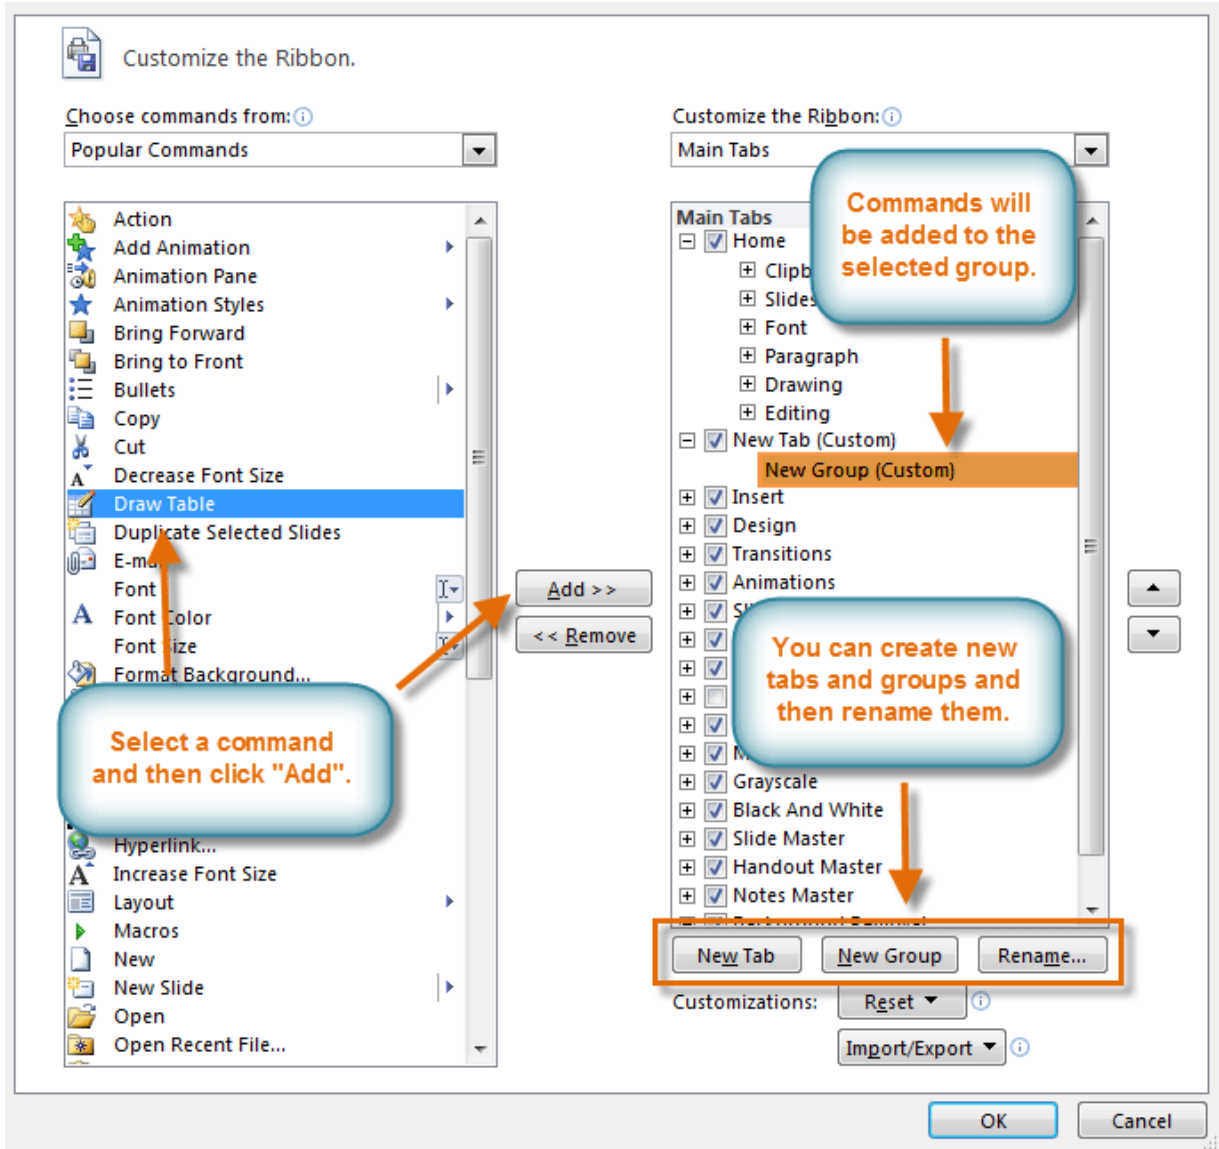 Customize the Ribbon.
Choose commands from:
Popular Commands
Action
Add Animation
Animation Pane
Animation Styles
Bring Forward
Bring to Front
Bullets
Copy
Cut
Decrease Font Size
Draw Table
Duplicate Selected Slides
Font
Font Color
Font Size
Format Background...
Select a command
and then click "Add".
Hyperlink...
Increase Font Size
Layout
Macros
New
New Slide
Open
Open Recent File...
Add >>
<< Remove
Customize the Ribbon:
Main Tabs
Commands will
be added to the
selected group.
Main Tabs
Home
Slides
Font
Paragraph
Drawing
Editing
New Tab (Custom)
New Group (Custom)
Insert
Design
Transitions
Animations
You can create new
tabs and groups and
then rename them.
Grayscale
Black And White
Slide Master
Handout Master
Notes Master
New Tab
New Group
Rename...
Customizations:
Reset
Import/Export
OK
Cancel